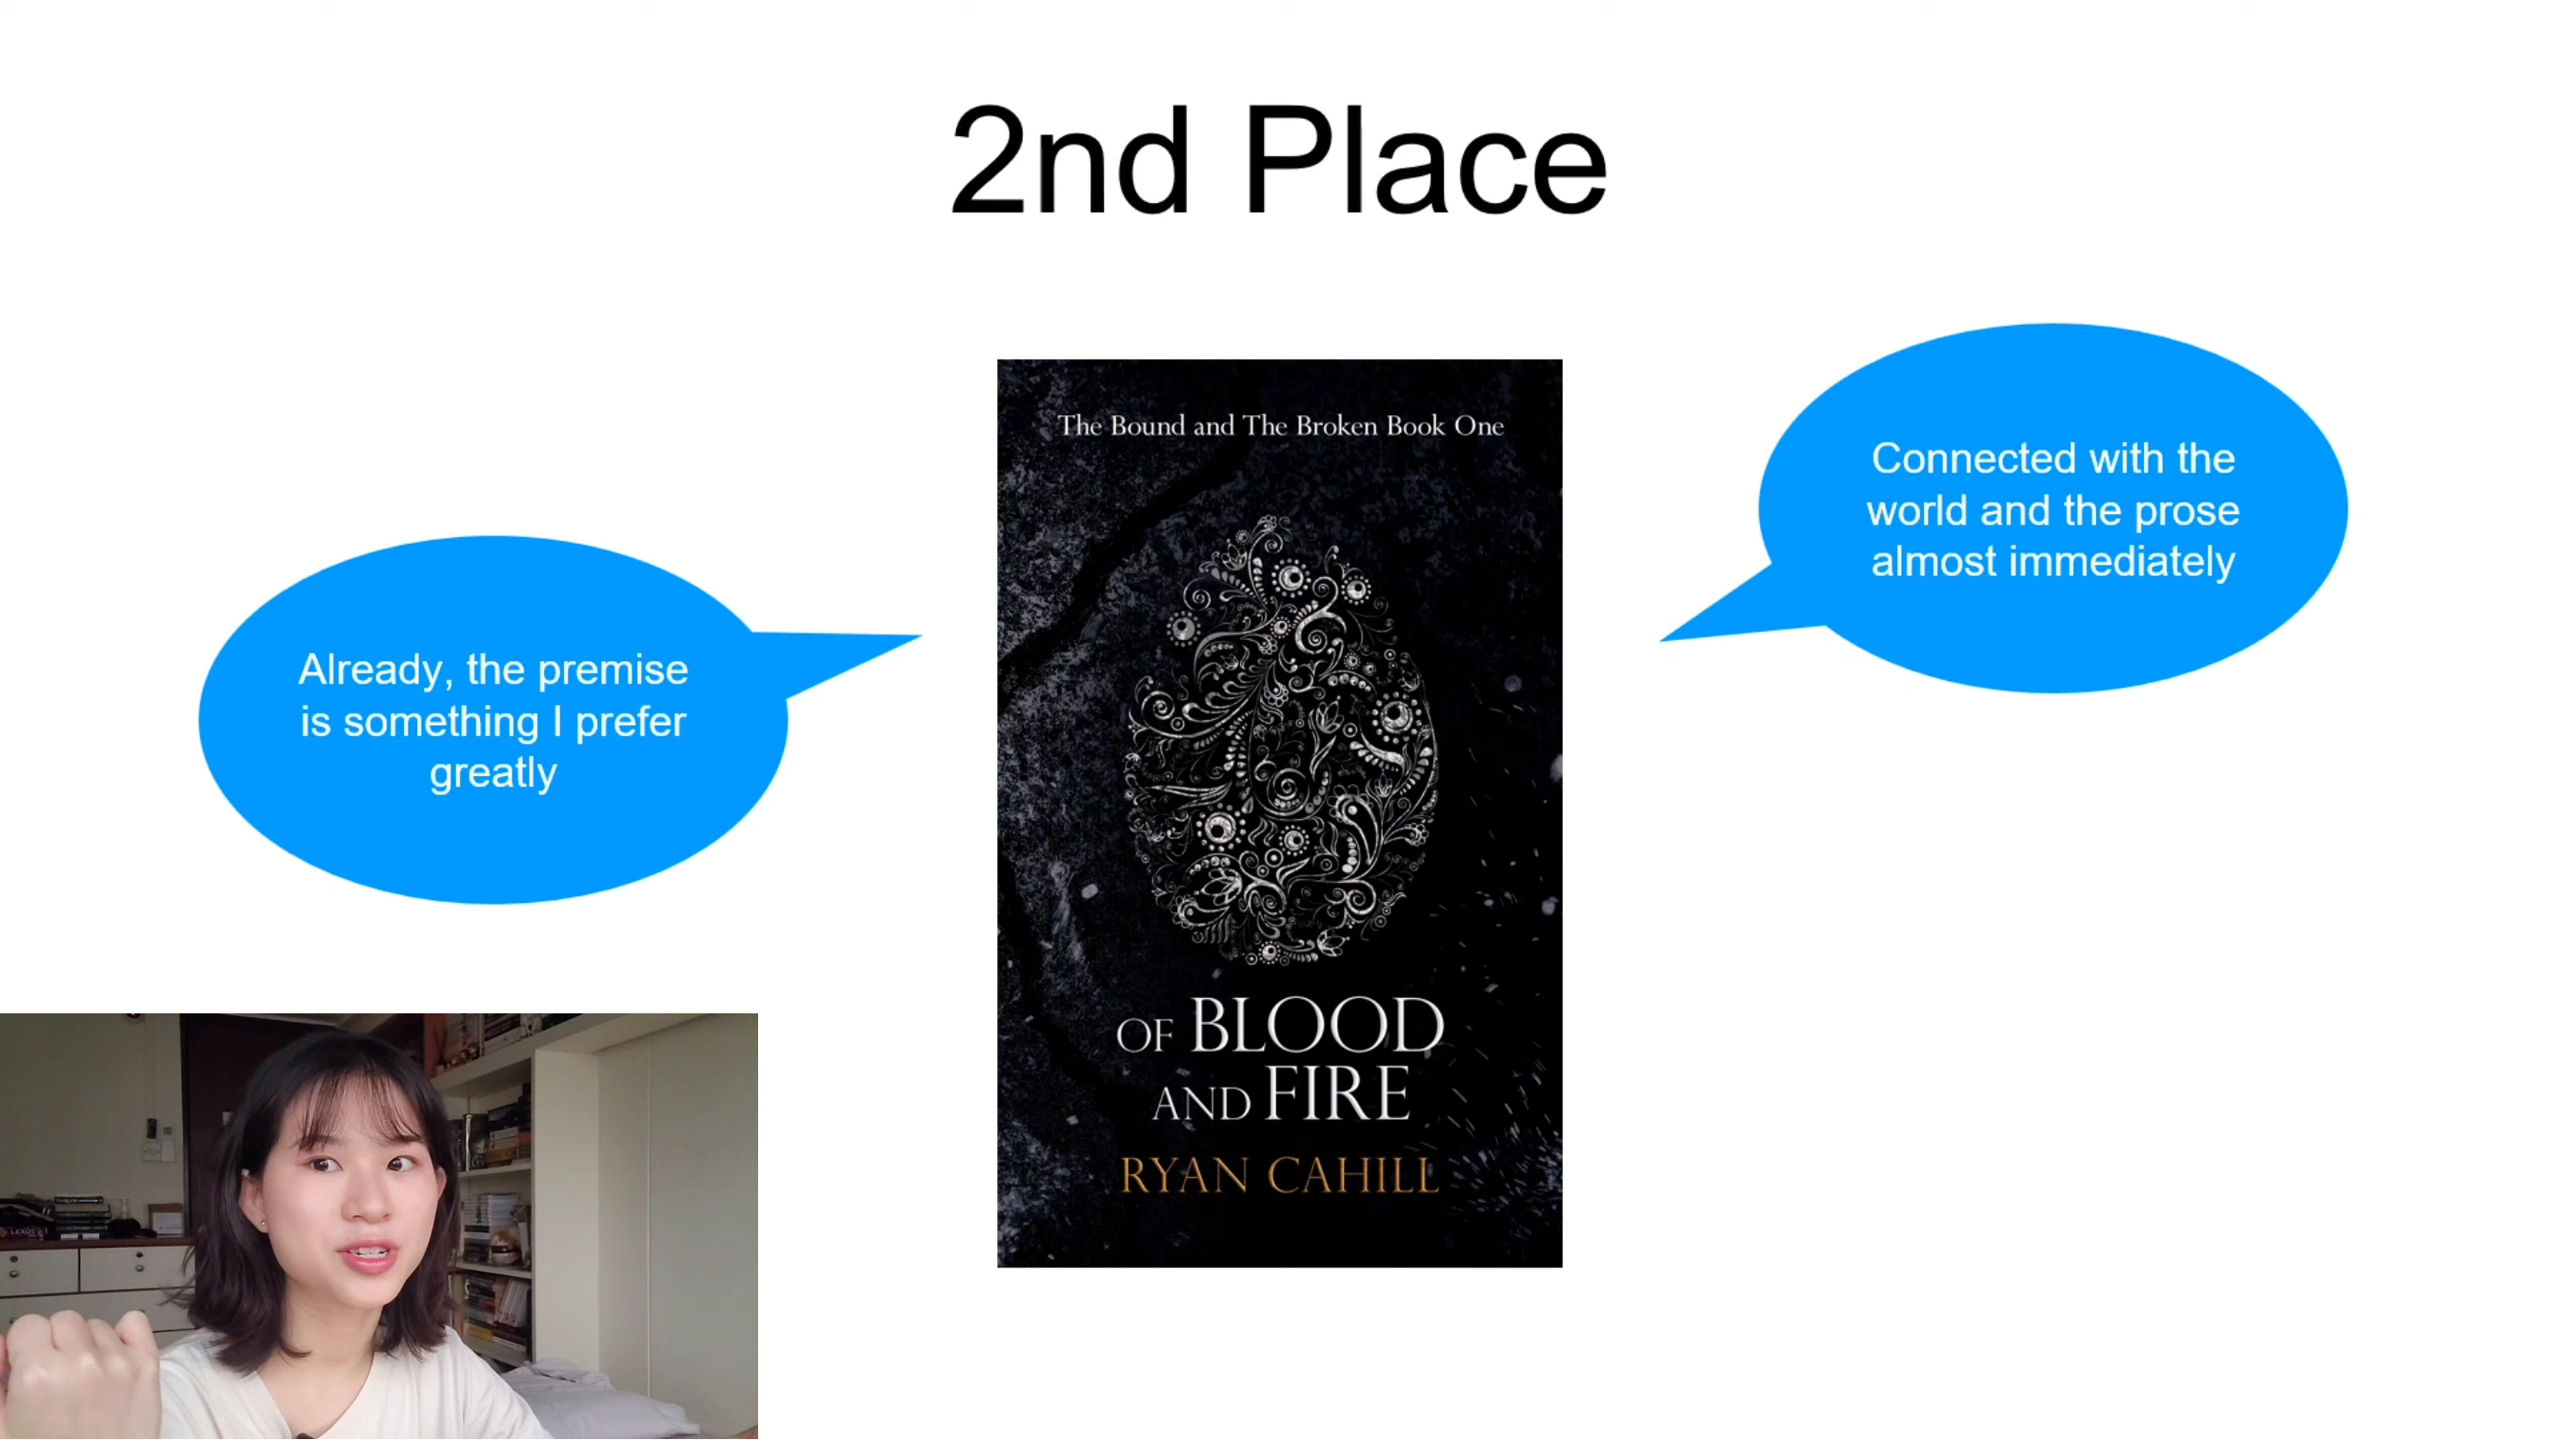 2nd Place
The Bound and The Broken Book One
Connected with the
world and the prose
almost immediately
Already, the premise
is something I prefer
greatly
OF BLOOD
AND FIRE
RYAN CAHILL